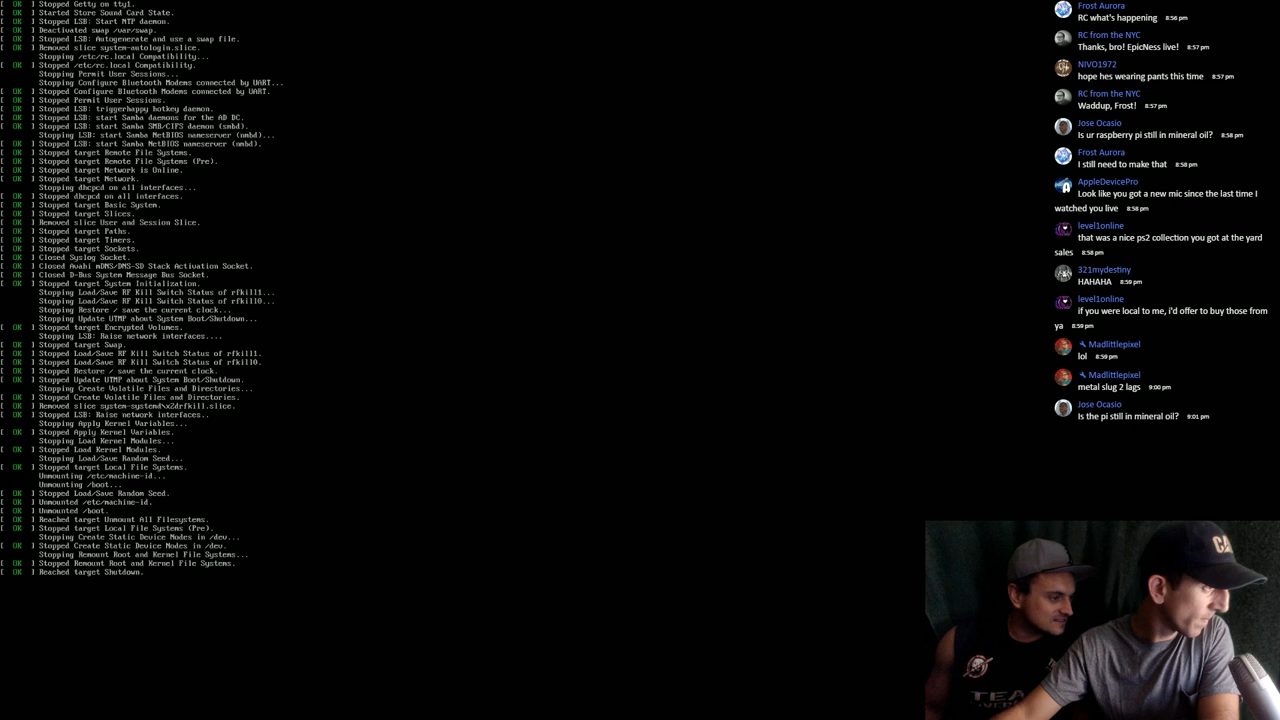 [  OK  ] Stopped Getty on tty1.
[  OK  ] Started Store Sound Card State.
[  OK  ] Stopped LSB: Start NTP daemon.
[  OK  ] Deactivated swap /var/swap.
[  OK  ] Stopped LSB: Autogenerate and use a swap file.
[  OK  ] Removed slice system-autologin.slice.
Stopping /etc/rc.local Compatibility...
[  OK  ] Stopped /etc/rc.local Compatibility.
Stopping Permit User Sessions...
Stopping Configure Bluetooth Modems connected by UART...
[  OK  ] Stopped Configure Bluetooth Modems connected by UART.
[  OK  ] Stopped Permit User Sessions.
[  OK  ] Stopped LSB: triggerhappy hotkey daemon.
[  OK  ] Stopped LSB: start Samba daemons for the AD DC.
[  OK  ] Stopped LSB: start Samba SMB/CIFS daemon (smbd).
Stopping LSB: start Samba NetBIOS nameserver (nmbd)...
[  OK  ] Stopped LSB: start Samba NetBIOS nameserver (nmbd).
[  OK  ] Stopped target Remote File Systems.
[  OK  ] Stopped target Remote File Systems (Pre).
[  OK  ] Stopped target Network is Online.
[  OK  ] Stopped target Network.
Stopping dhcpcd on all interfaces...
[  OK  ] Stopped dhcpcd on all interfaces.
[  OK  ] Stopped target Basic System.
[  OK  ] Stopped target Slices.
[  OK  ] Removed slice User and Session Slice.
[  OK  ] Stopped target Paths.
[  OK  ] Stopped target Timers.
[  OK  ] Stopped target Sockets.
[  OK  ] Closed Syslog Socket.
[  OK  ] Closed Avahi mDNS/DNS-SD Stack Activation Socket.
[  OK  ] Closed D-Bus System Message Bus Socket.
[  OK  ] Stopped target System Initialization.
Stopping Load/Save RF Kill Switch Status of rfkill1...
Stopping Load/Save RF Kill Switch Status of rfkill0...
Stopping Restore / save the current clock...
Stopping Update UTMP about System Boot/Shutdown...
[  OK  ] Stopped target Encrypted Volumes.
Stopping LSB: Raise network interfaces....
[  OK  ] Stopped target Swap.
[  OK  ] Stopped Load/Save RF Kill Switch Status of rfkill1.
[  OK  ] Stopped Load/Save RF Kill Switch Status of rfkill0.
[  OK  ] Stopped Restore / save the current clock.
[  OK  ] Stopped Update UTMP about System Boot/Shutdown.
Stopping Create Volatile Files and Directories...
[  OK  ] Stopped Create Volatile Files and Directories.
[  OK  ] Removed slice system-systemd\x2drfkill.slice.
[  OK  ] Stopped LSB: Raise network interfaces..
Stopping Apply Kernel Variables...
[  OK  ] Stopped Apply Kernel Variables.
Stopping Load Kernel Modules...
[  OK  ] Stopped Load Kernel Modules.
Stopping Load/Save Random Seed...
[  OK  ] Stopped target Local File Systems.
Unmounting /etc/machine-id...
Unmounting /boot...
[  OK  ] Stopped Load/Save Random Seed.
[  OK  ] Unmounted /etc/machine-id.
[  OK  ] Unmounted /boot.
[  OK  ] Reached target Unmount All Filesystems.
[  OK  ] Stopped target Local File Systems (Pre).
Stopping Create Static Device Nodes in /dev...
[  OK  ] Stopped Create Static Device Nodes in /dev.
Stopping Remount Root and Kernel File Systems...
[  OK  ] Stopped Remount Root and Kernel File Systems.
[  OK  ] Reached target Shutdown.
Frost Aurora
RC what's happening 8:56 pm
RC from the NYC
Thanks, bro! EpicNess live! 8:57 pm
NIVO1972
hope hes wearing pants this time 8:57 pm
RC from the NYC
Waddup, Frost! 8:57 pm
Jose Ocasio
Is ur raspberry pi still in mineral oil? 8:58 pm
Frost Aurora
I still need to make that 8:58 pm
AppleDevicePro
Look like you got a new mic since the last time I
watched you live 8:58 pm
level1online
that was a nice ps2 collection you got at the yard
sales 8:58 pm
321mydestiny
HAHAHA 8:59 pm
level1online
if you were local to me, i'd offer to buy those from
ya 8:59 pm
Madlittlepixel
lol 8:59 pm
Madlittlepixel
metal slug 2 lags 9:00 pm
Jose Ocasio
Is the pi still in mineral oil? 9:01 pm